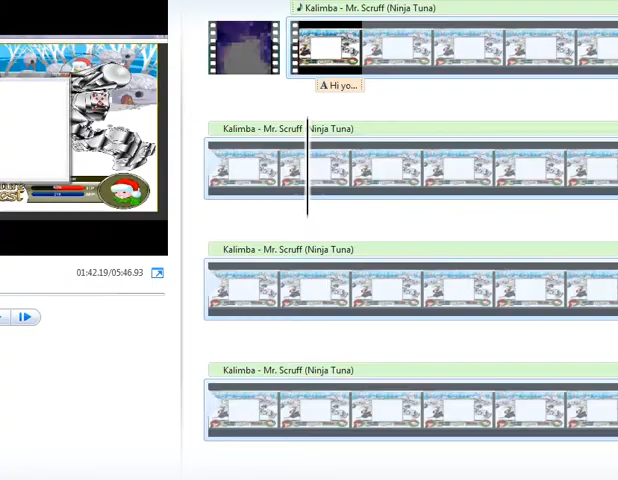 Kalimba - Mr. Scruff (Ninja Tuna)
A Hi yo...
Kalimba - Mr. Scruff (Ninja Tuna)
01:42.19/05:46.93
Kalimba - Mr. Scruff (Ninja Tuna)
Kalimba - Mr. Scruff (Ninja Tuna)